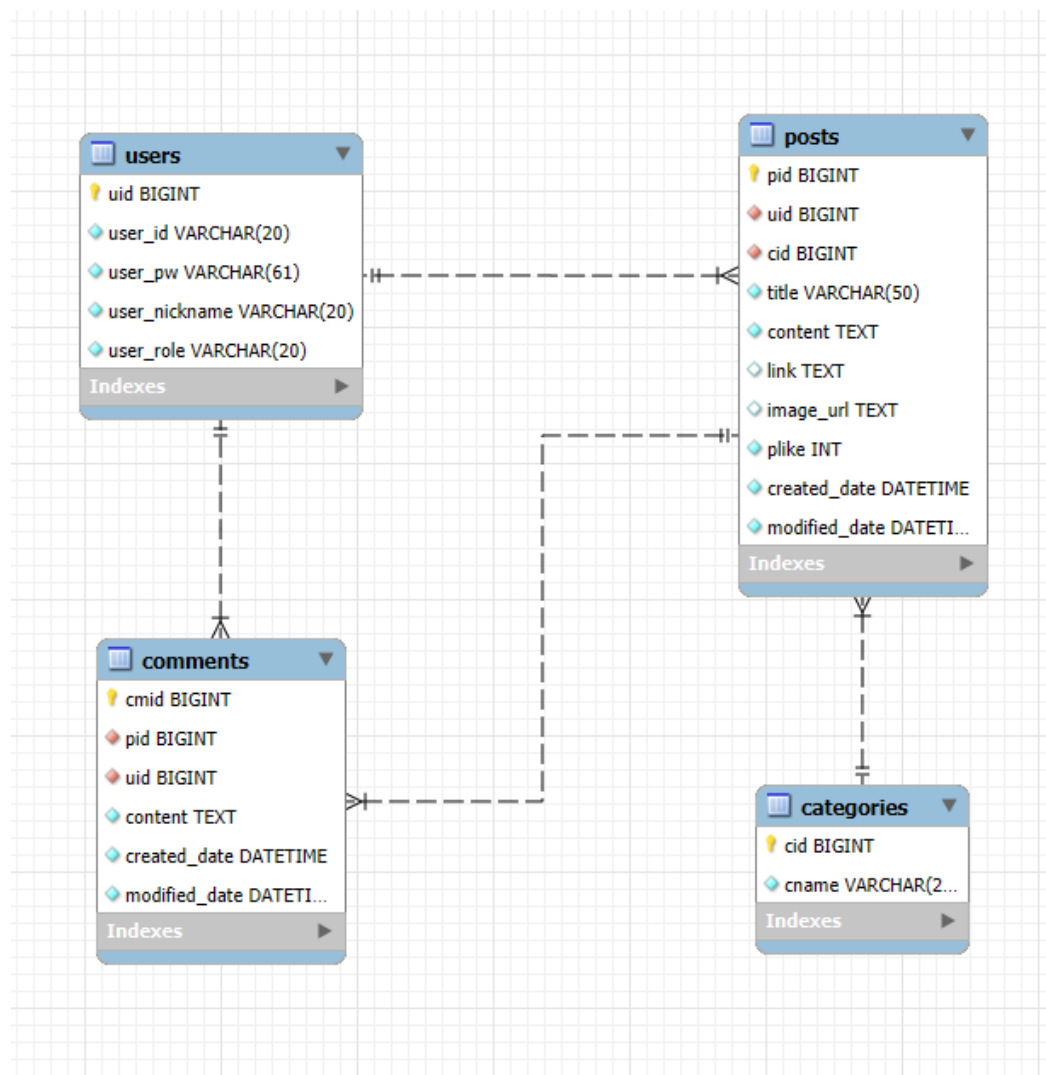 users
uid BIGINT
user_id VARCHAR(20)
user_pw VARCHAR(61)
user_nickname VARCHAR(20)
user_role VARCHAR(20)
Indexes
posts
pid BIGINT
uid BIGINT
cid BIGINT
title VARCHAR(50)
content TEXT
link TEXT
image_url TEXT
plike INT
created_date DATETIME
modified_date DATETI...
Indexes
comments
cmid BIGINT
pid BIGINT
uid BIGINT
content TEXT
created_date DATETIME
modified_date DATETI...
Indexes
categories
cid BIGINT
cname VARCHAR(2...
Indexes